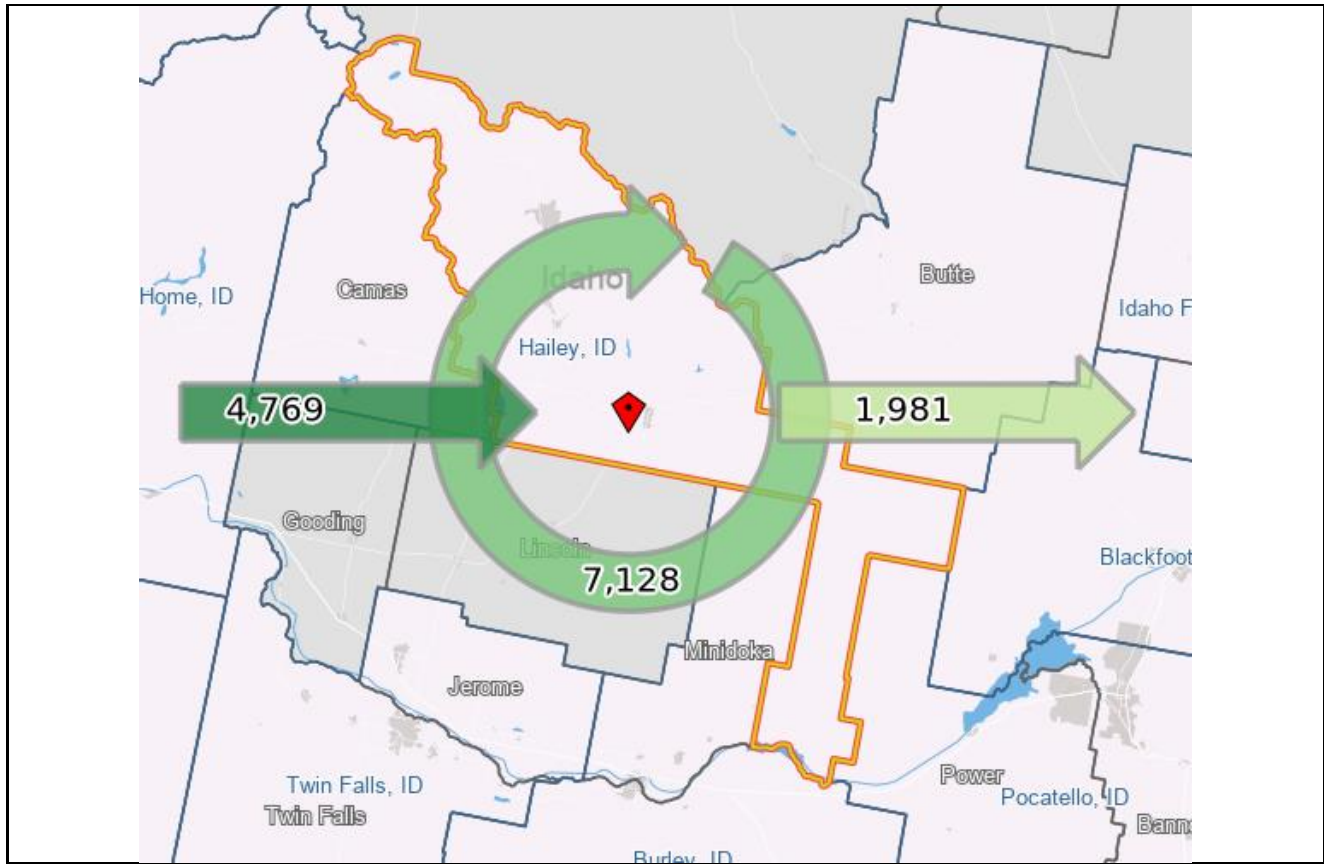 Idaho
Butte
Home, ID
Camas
Idaho F
Hailey, ID
4,769
1,981
Gooding
Lincoln
Blackfoot
7,128
Minidoka
Jerome
Power
Twin Falls, ID
Pocatello, ID
Twin Falls
Bann
Burley, ID